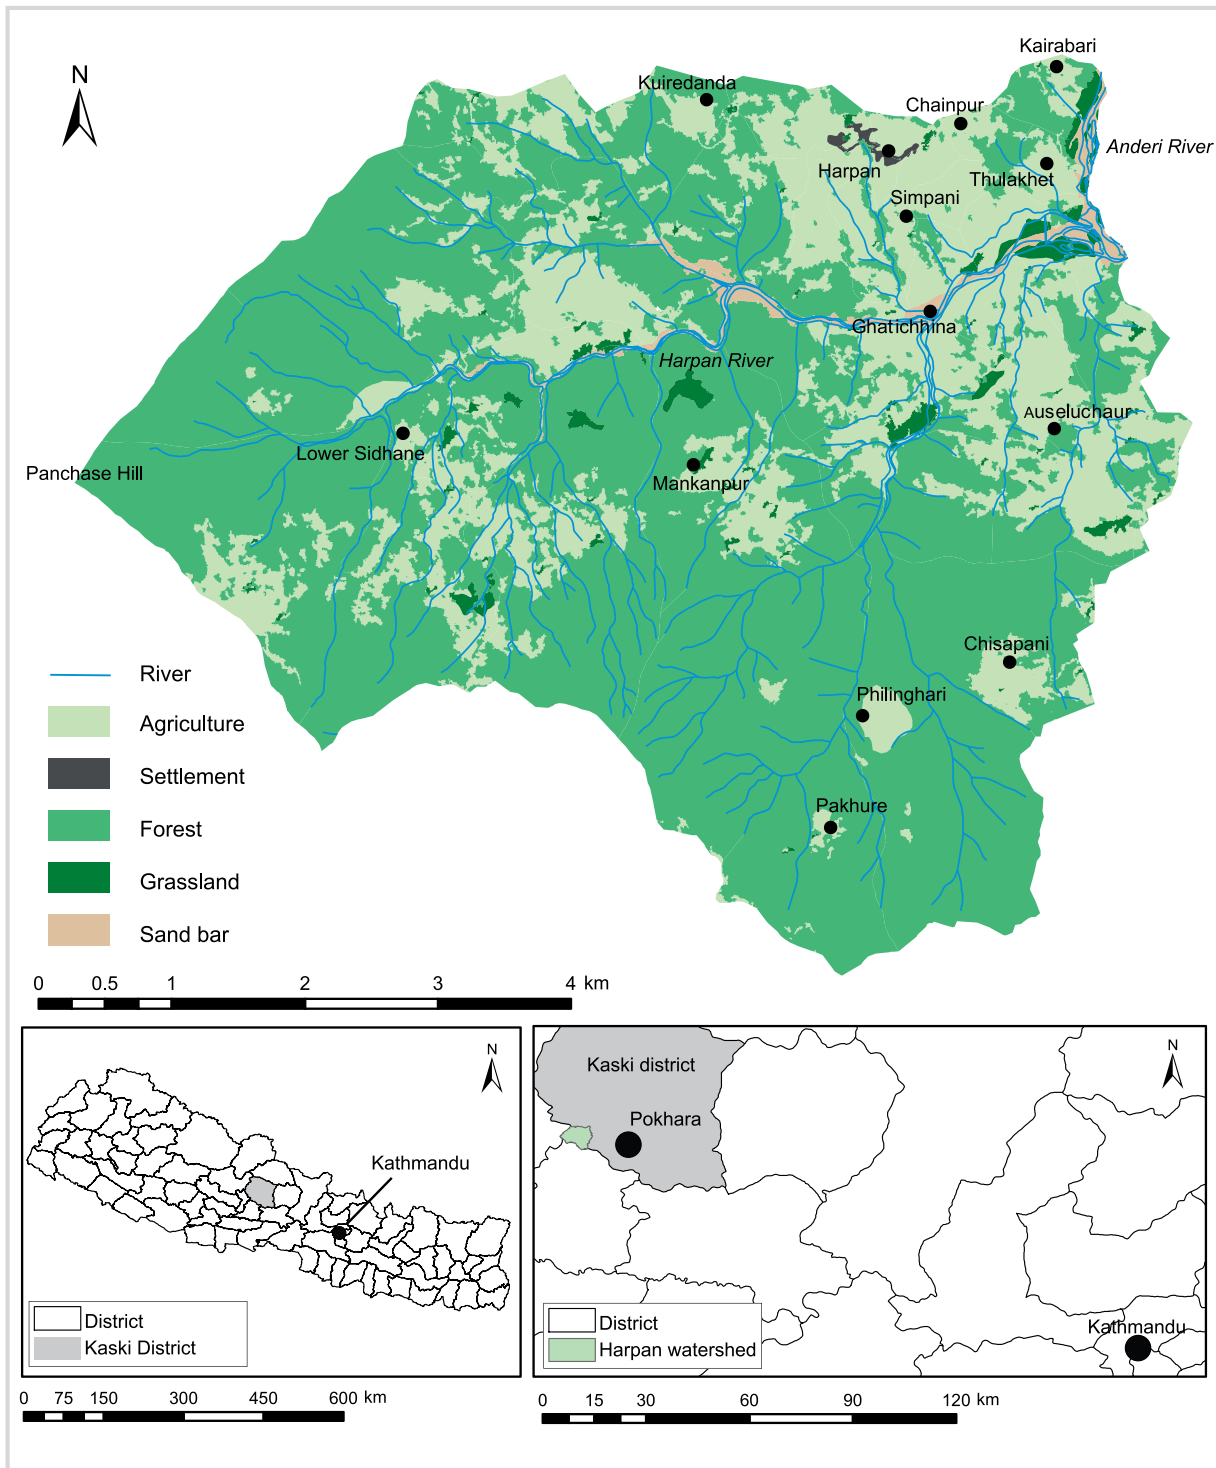 N
Kairabari
Kuiredanda
Chainpur
Anderi River
Harpan
Thulakhet
Simpani
Ghatichhina
Harpan River
Auseluchaur
Lower Sidhane
Panchase Hill
Mankanpur
Chisapani
Philinghari
Pakhure
River
Agriculture
Settlement
Forest
Grassland
Sand bar
0 0.5 1 2 3 4 km
N
Kathmandu
District
Kaski District
0 75 150 300 450 600 km
Kaski district
N
Pokhara
Kathmandu
District
Harpan watershed
0 15 30 60 90 120 km